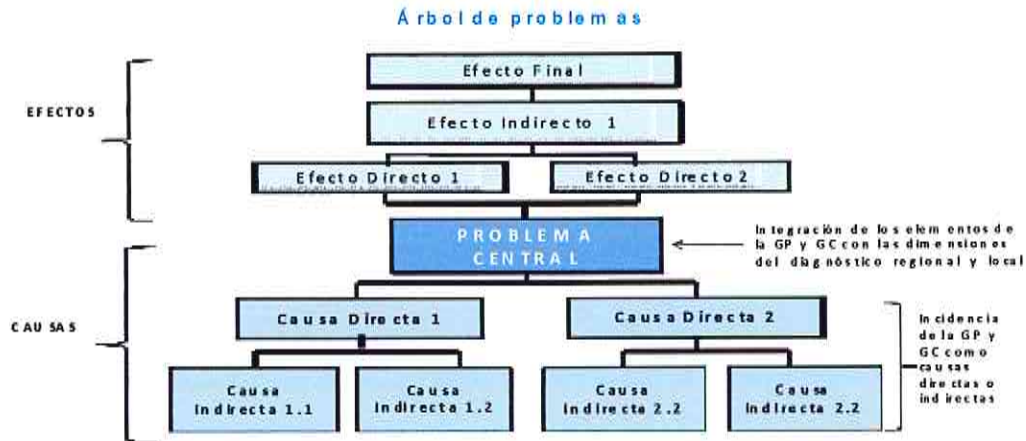 Árbol de problemas
Efecto Final
EFECTOS
Efecto Indirecto 1
Efecto Directo 1
Efecto Directo 2
PROBLEMA
CENTRAL
Integración de los elementos de
la GP y GC con las dimensiones
del diagnóstico regional y local
CAUSAS
Causa Directa 1
Causa Directa 2
Incidencia
de la GP y
GC como
causas
directas o
indirectas
Causa
Indirecta 1.1
Causa
Indirecta 1.2
Causa
Indirecta 2.2
Causa
Indirecta 2.2